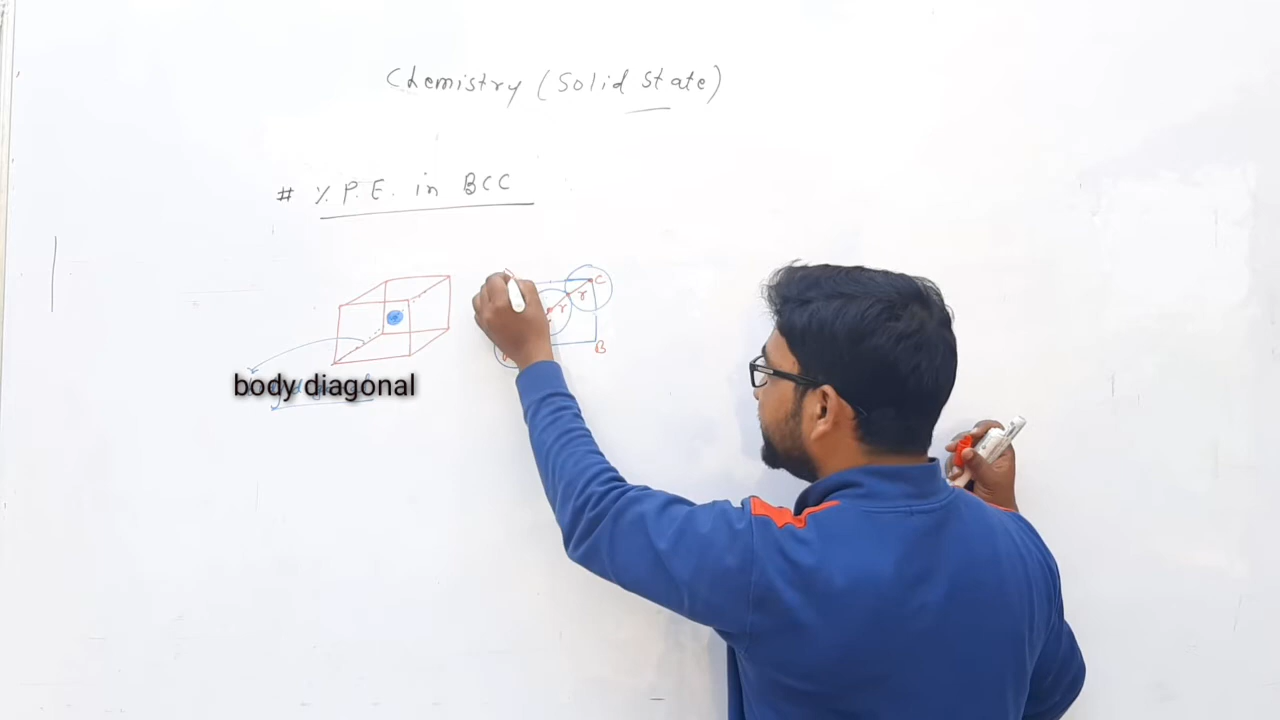 Chemistry (Solid State)
# % P.E. in BCC
C
r
r
B
body diagonal